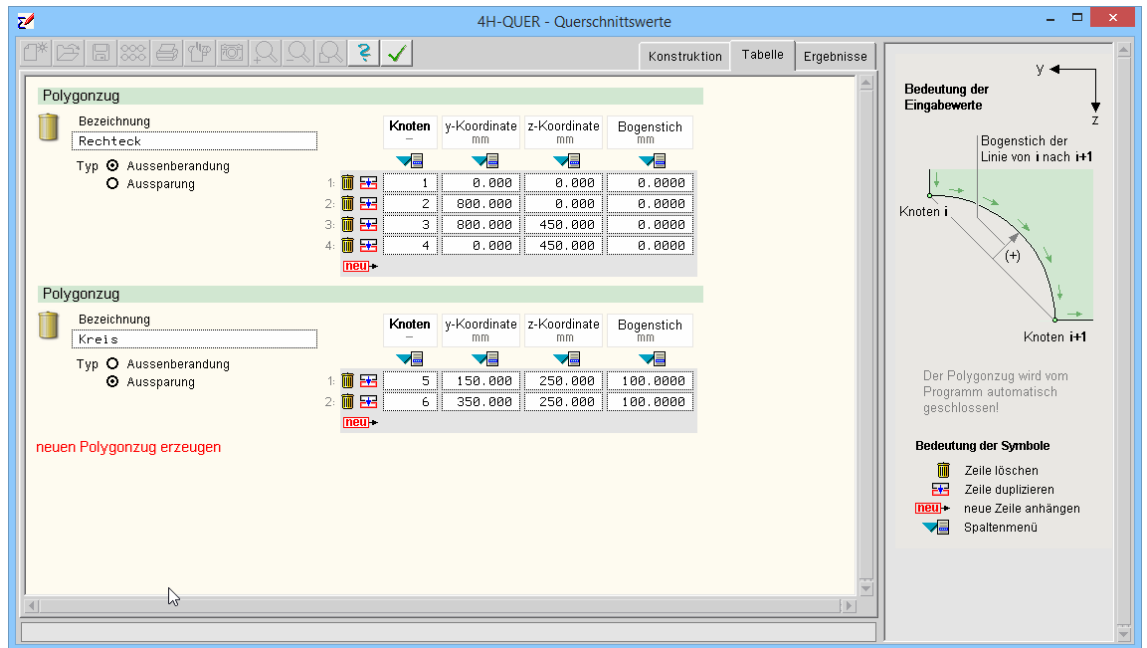 4H-QUER - Querschnittswerte
Konstruktion Tabelle Ergebnisse
Polygonzug
Bezeichnung
Rechteck
Typ Aussenberandung
Aussparung
Knoten y-Koordinate z-Koordinate Bogenstich
– mm mm mm
1: 1 0.000 0.000 0.0000
2: 2 800.000 0.000 0.0000
3: 3 800.000 450.000 0.0000
4: 4 0.000 450.000 0.0000
neu
Polygonzug
Bezeichnung
Kreis
Typ Aussenberandung
Aussparung
Knoten y-Koordinate z-Koordinate Bogenstich
– mm mm mm
1: 5 150.000 250.000 100.0000
2: 6 350.000 250.000 100.0000
neu
neuen Polygonzug erzeugen
Bedeutung der
Eingabewerte
y
z
Bogenstich der
Linie von i nach i+1
Knoten i
(+)
Knoten i+1
Der Polygonzug wird vom
Programm automatisch
geschlossen!
Bedeutung der Symbole
Zeile löschen
Zeile duplizieren
neu neue Zeile anhängen
Spaltenmenü